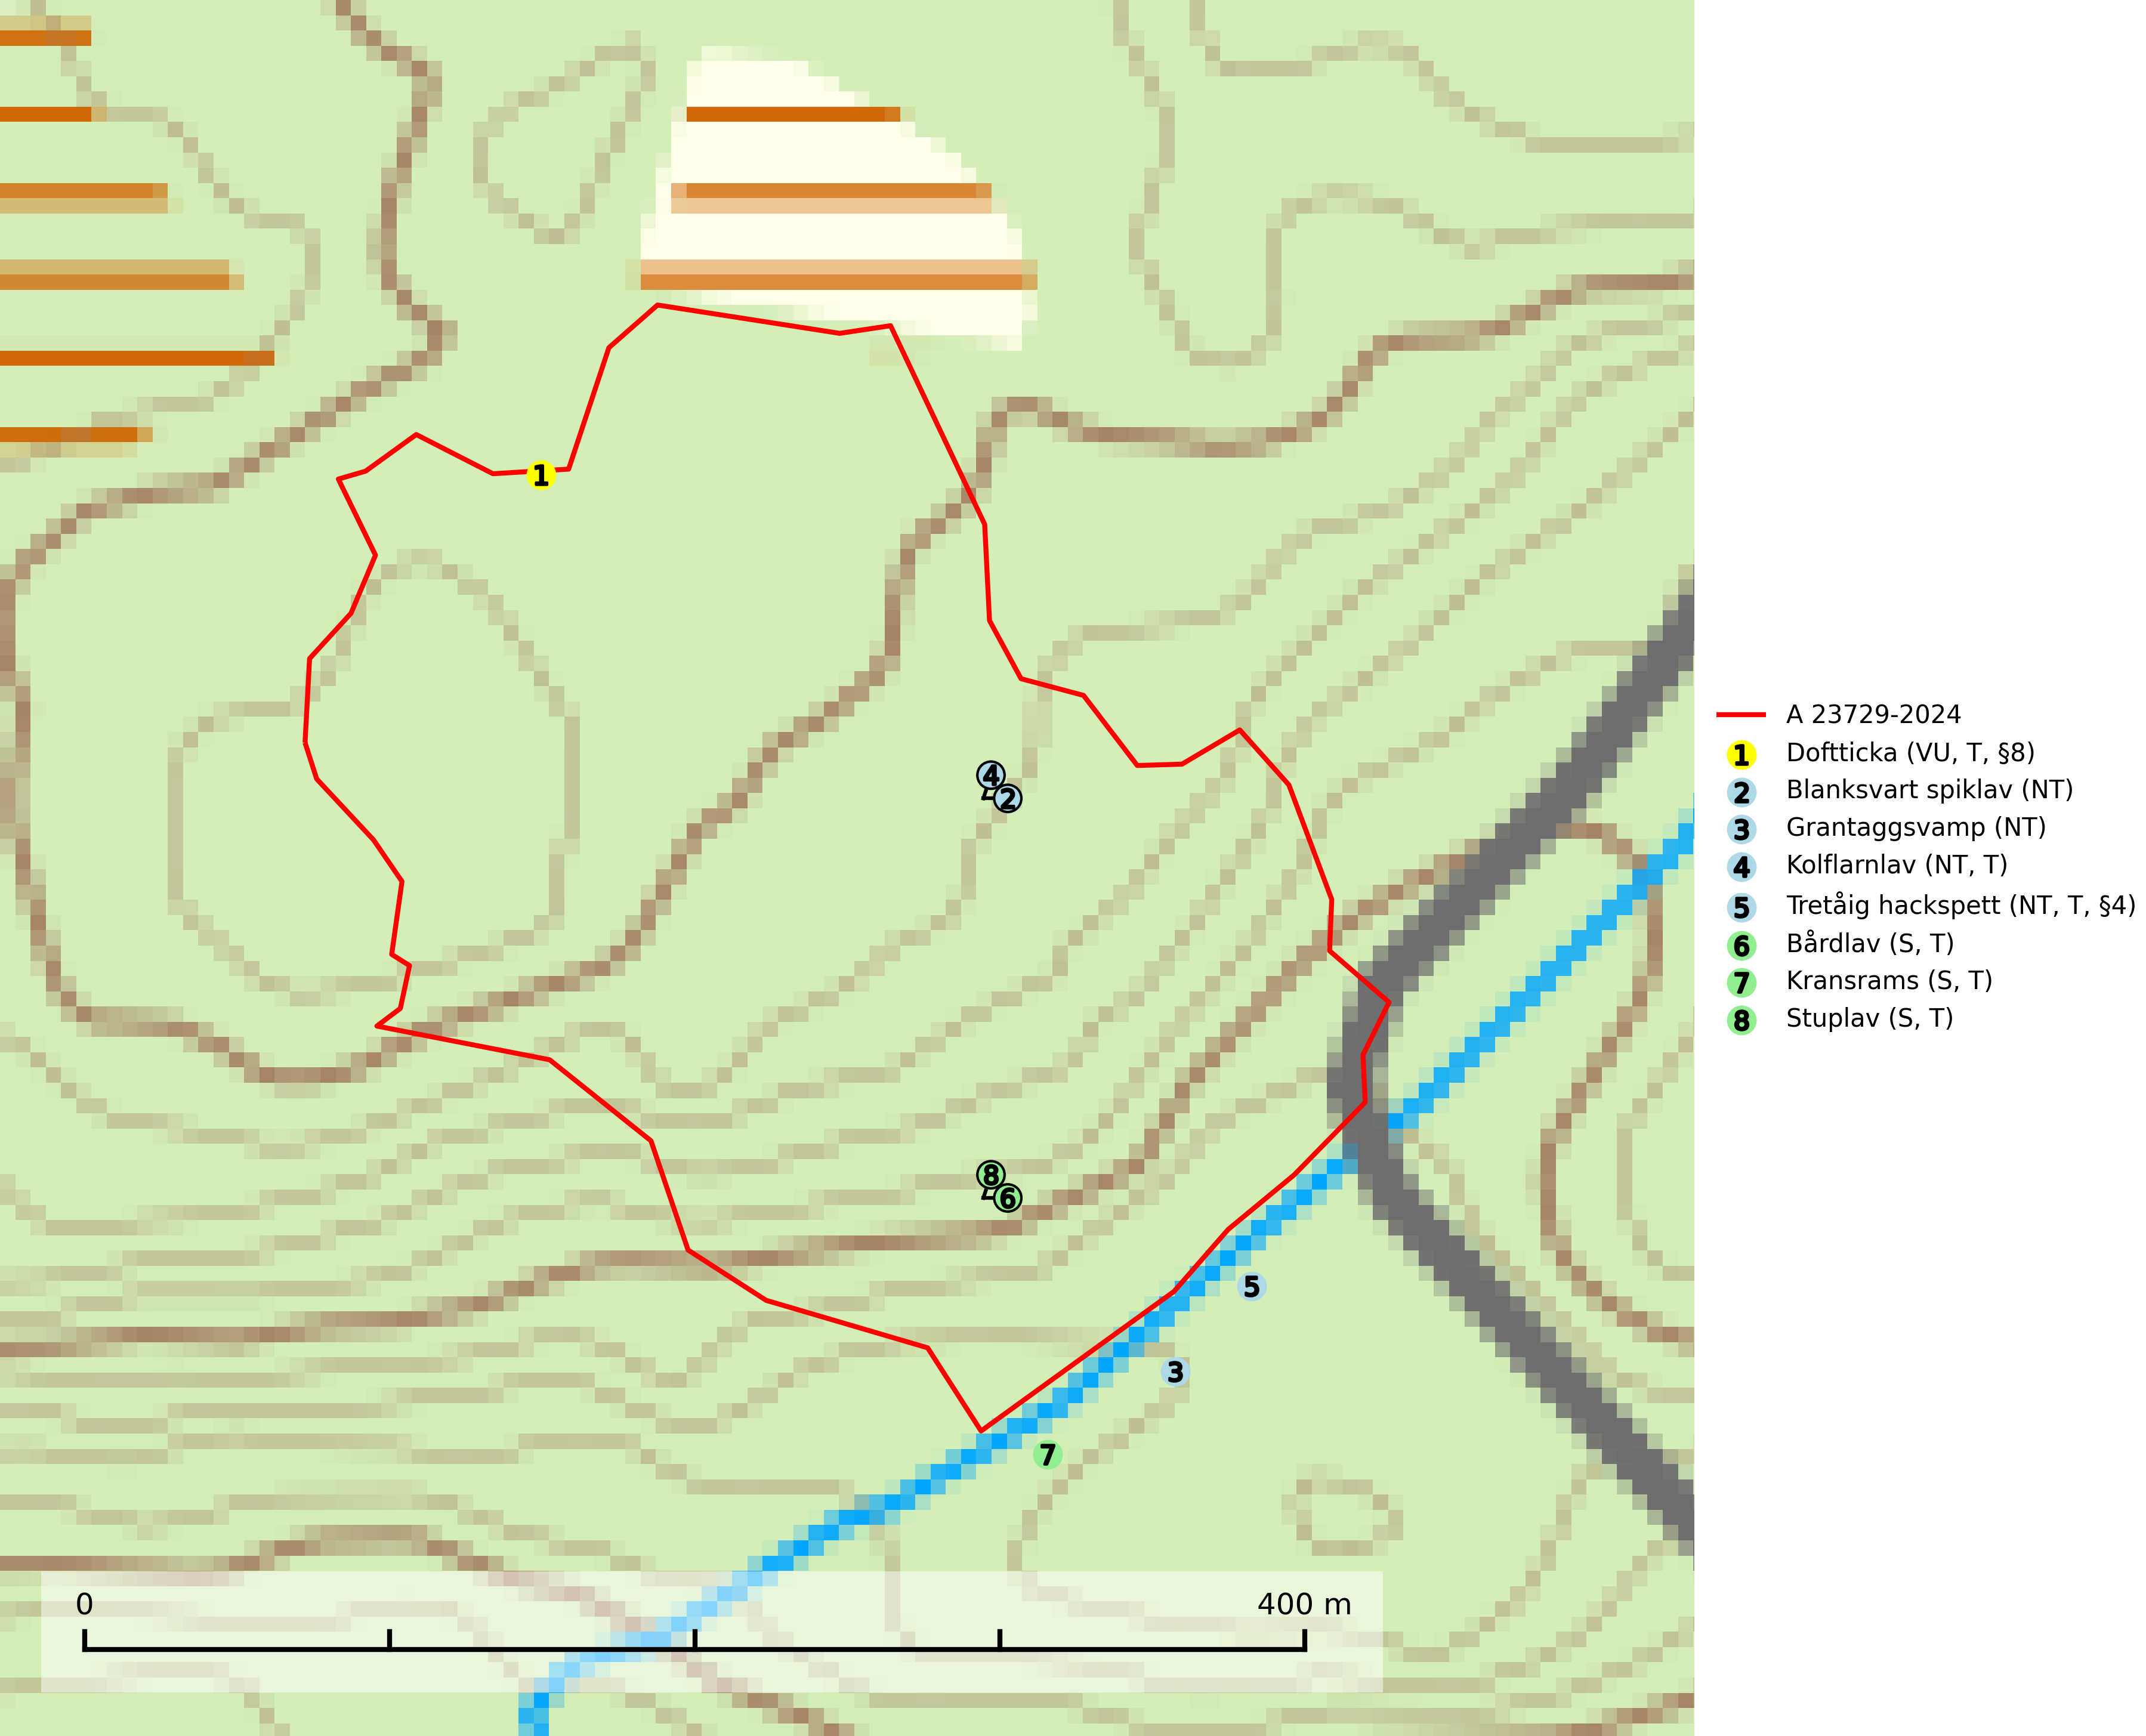 1
4
2
8
6
5
3
7
0
400 m
A 23729-2024
1 Doftticka (VU, T, §8)
2 Blanksvart spiklav (NT)
3 Grantaggsvamp (NT)
4 Kolflarnlav (NT, T)
5 Tretåig hackspett (NT, T, §4)
6 Bårdlav (S, T)
7 Kransrams (S, T)
8 Stuplav (S, T)